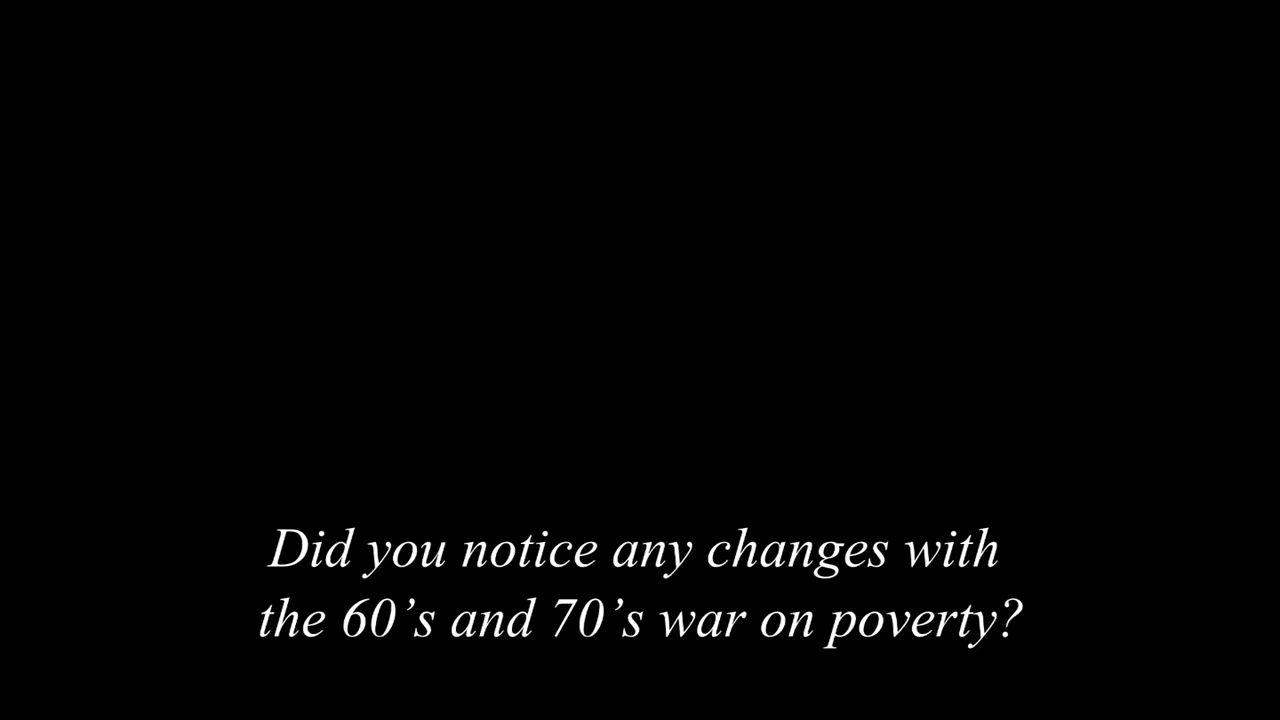 Did you notice any changes with
the 60’s and 70’s war on poverty?